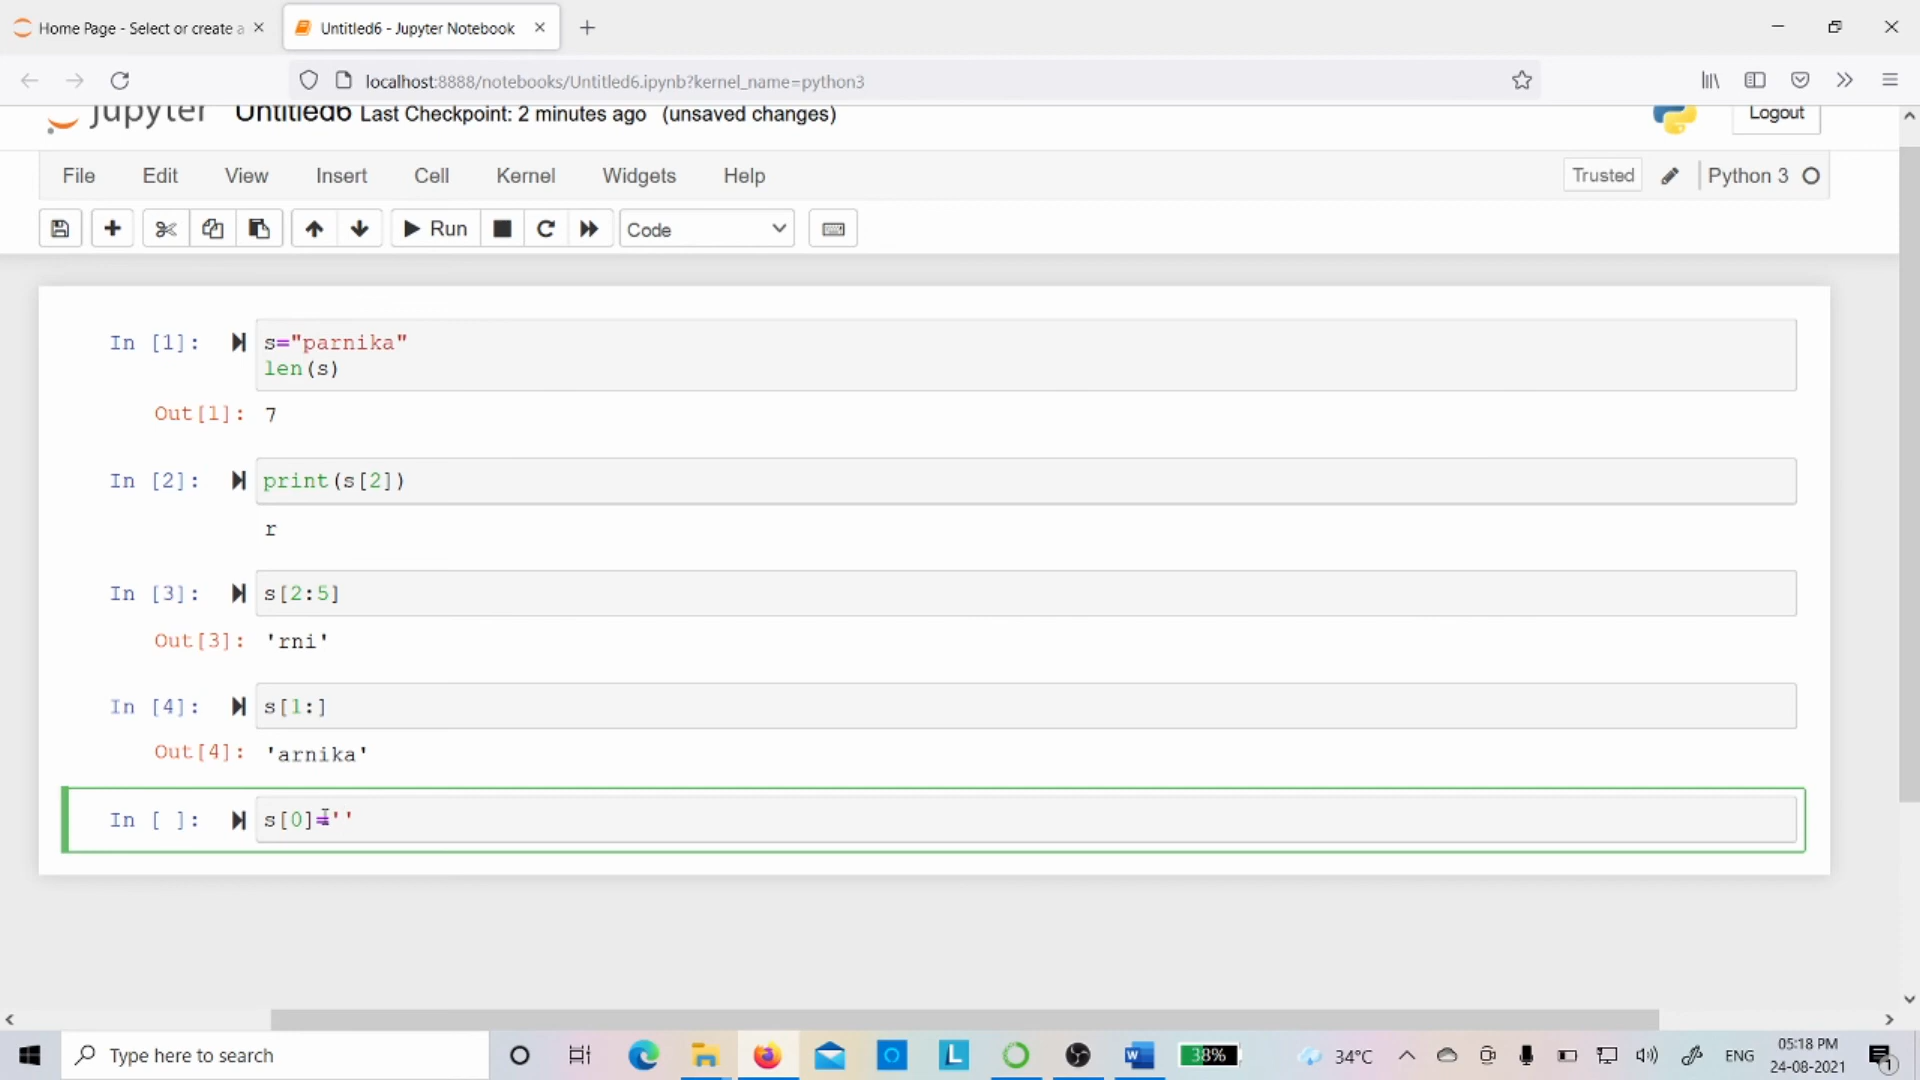 Home Page - Select or create a
Untitled6 - Jupyter Notebook
localhost:8888/notebooks/Untitled6.ipynb?kernel_name=python3
jupyter Untitled6 Last Checkpoint: 2 minutes ago (unsaved changes)
Logout
File Edit View Insert Cell Kernel Widgets Help
Trusted Python 3
Run Code
In [1]: s="parnika"
len(s)
Out[1]: 7
In [2]: print(s[2])
r
In [3]: s[2:5]
Out[3]: 'rni'
In [4]: s[1:]
Out[4]: 'arnika'
In [ ]: s[0]=''
Type here to search
L
W
38%
34°C
ENG
05:18 PM
24-08-2021
1